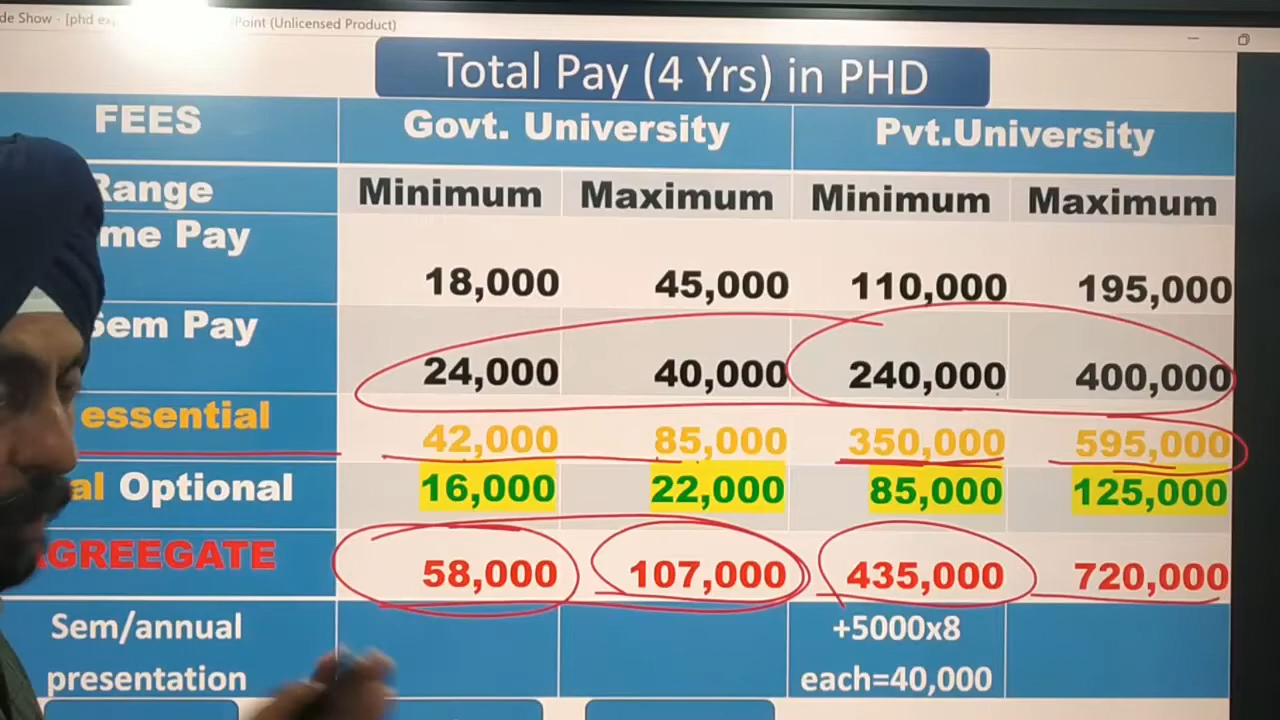 de Show - [phd
Point (Unlicensed Product)
Total Pay (4 Yrs) in PHD
FEES Govt. University Pvt.University
Range Minimum Maximum Minimum Maximum
me Pay
18,000 45,000 110,000 195,000
Sem Pay
24,000 40,000 240,000 400,000
essential
42,000 85,000 350,000 595,000
al Optional 16,000 22,000 85,000 125,000
AGREEGATE
58,000 107,000 435,000 720,000
Sem/annual +5000x8
presentation each=40,000